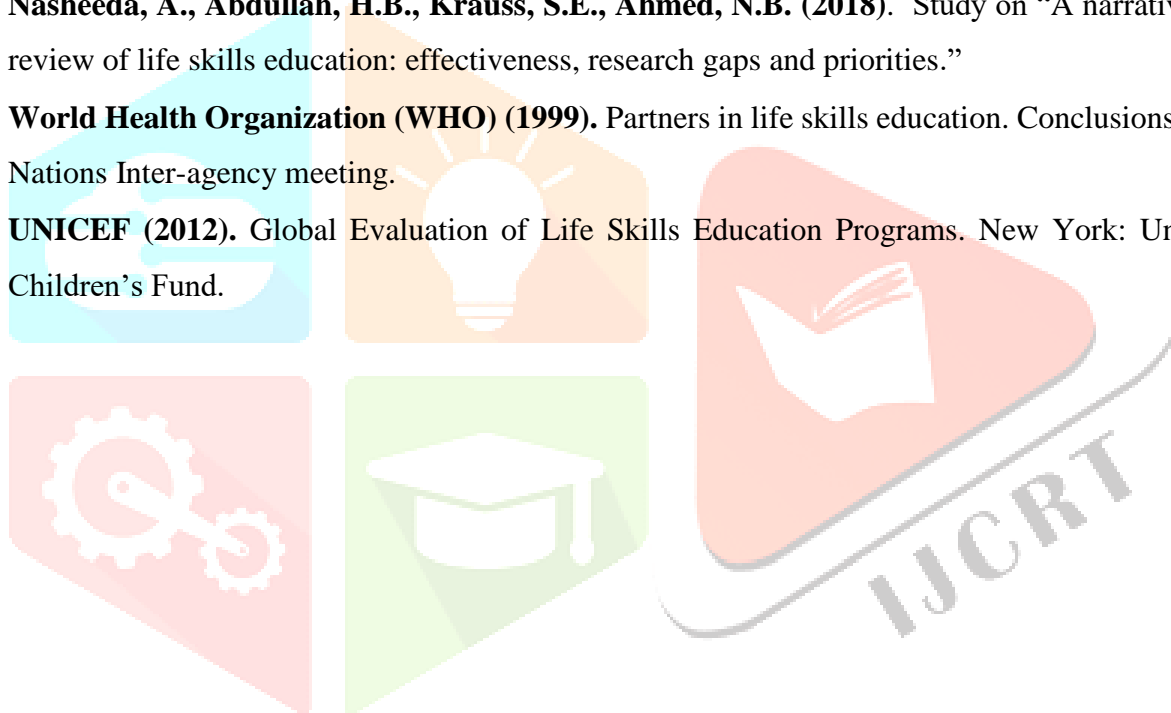 Nasheeda, A., Abdullah, H.B., Krauss, S.E., Ahmed, N.B. (2018). Study on “A narrativ
review of life skills education: effectiveness, research gaps and priorities.”
World Health Organization (WHO) (1999). Partners in life skills education. Conclusions
Nations Inter-agency meeting.
UNICEF (2012). Global Evaluation of Life Skills Education Programs. New York: Un
Children’s Fund.
IJCRT